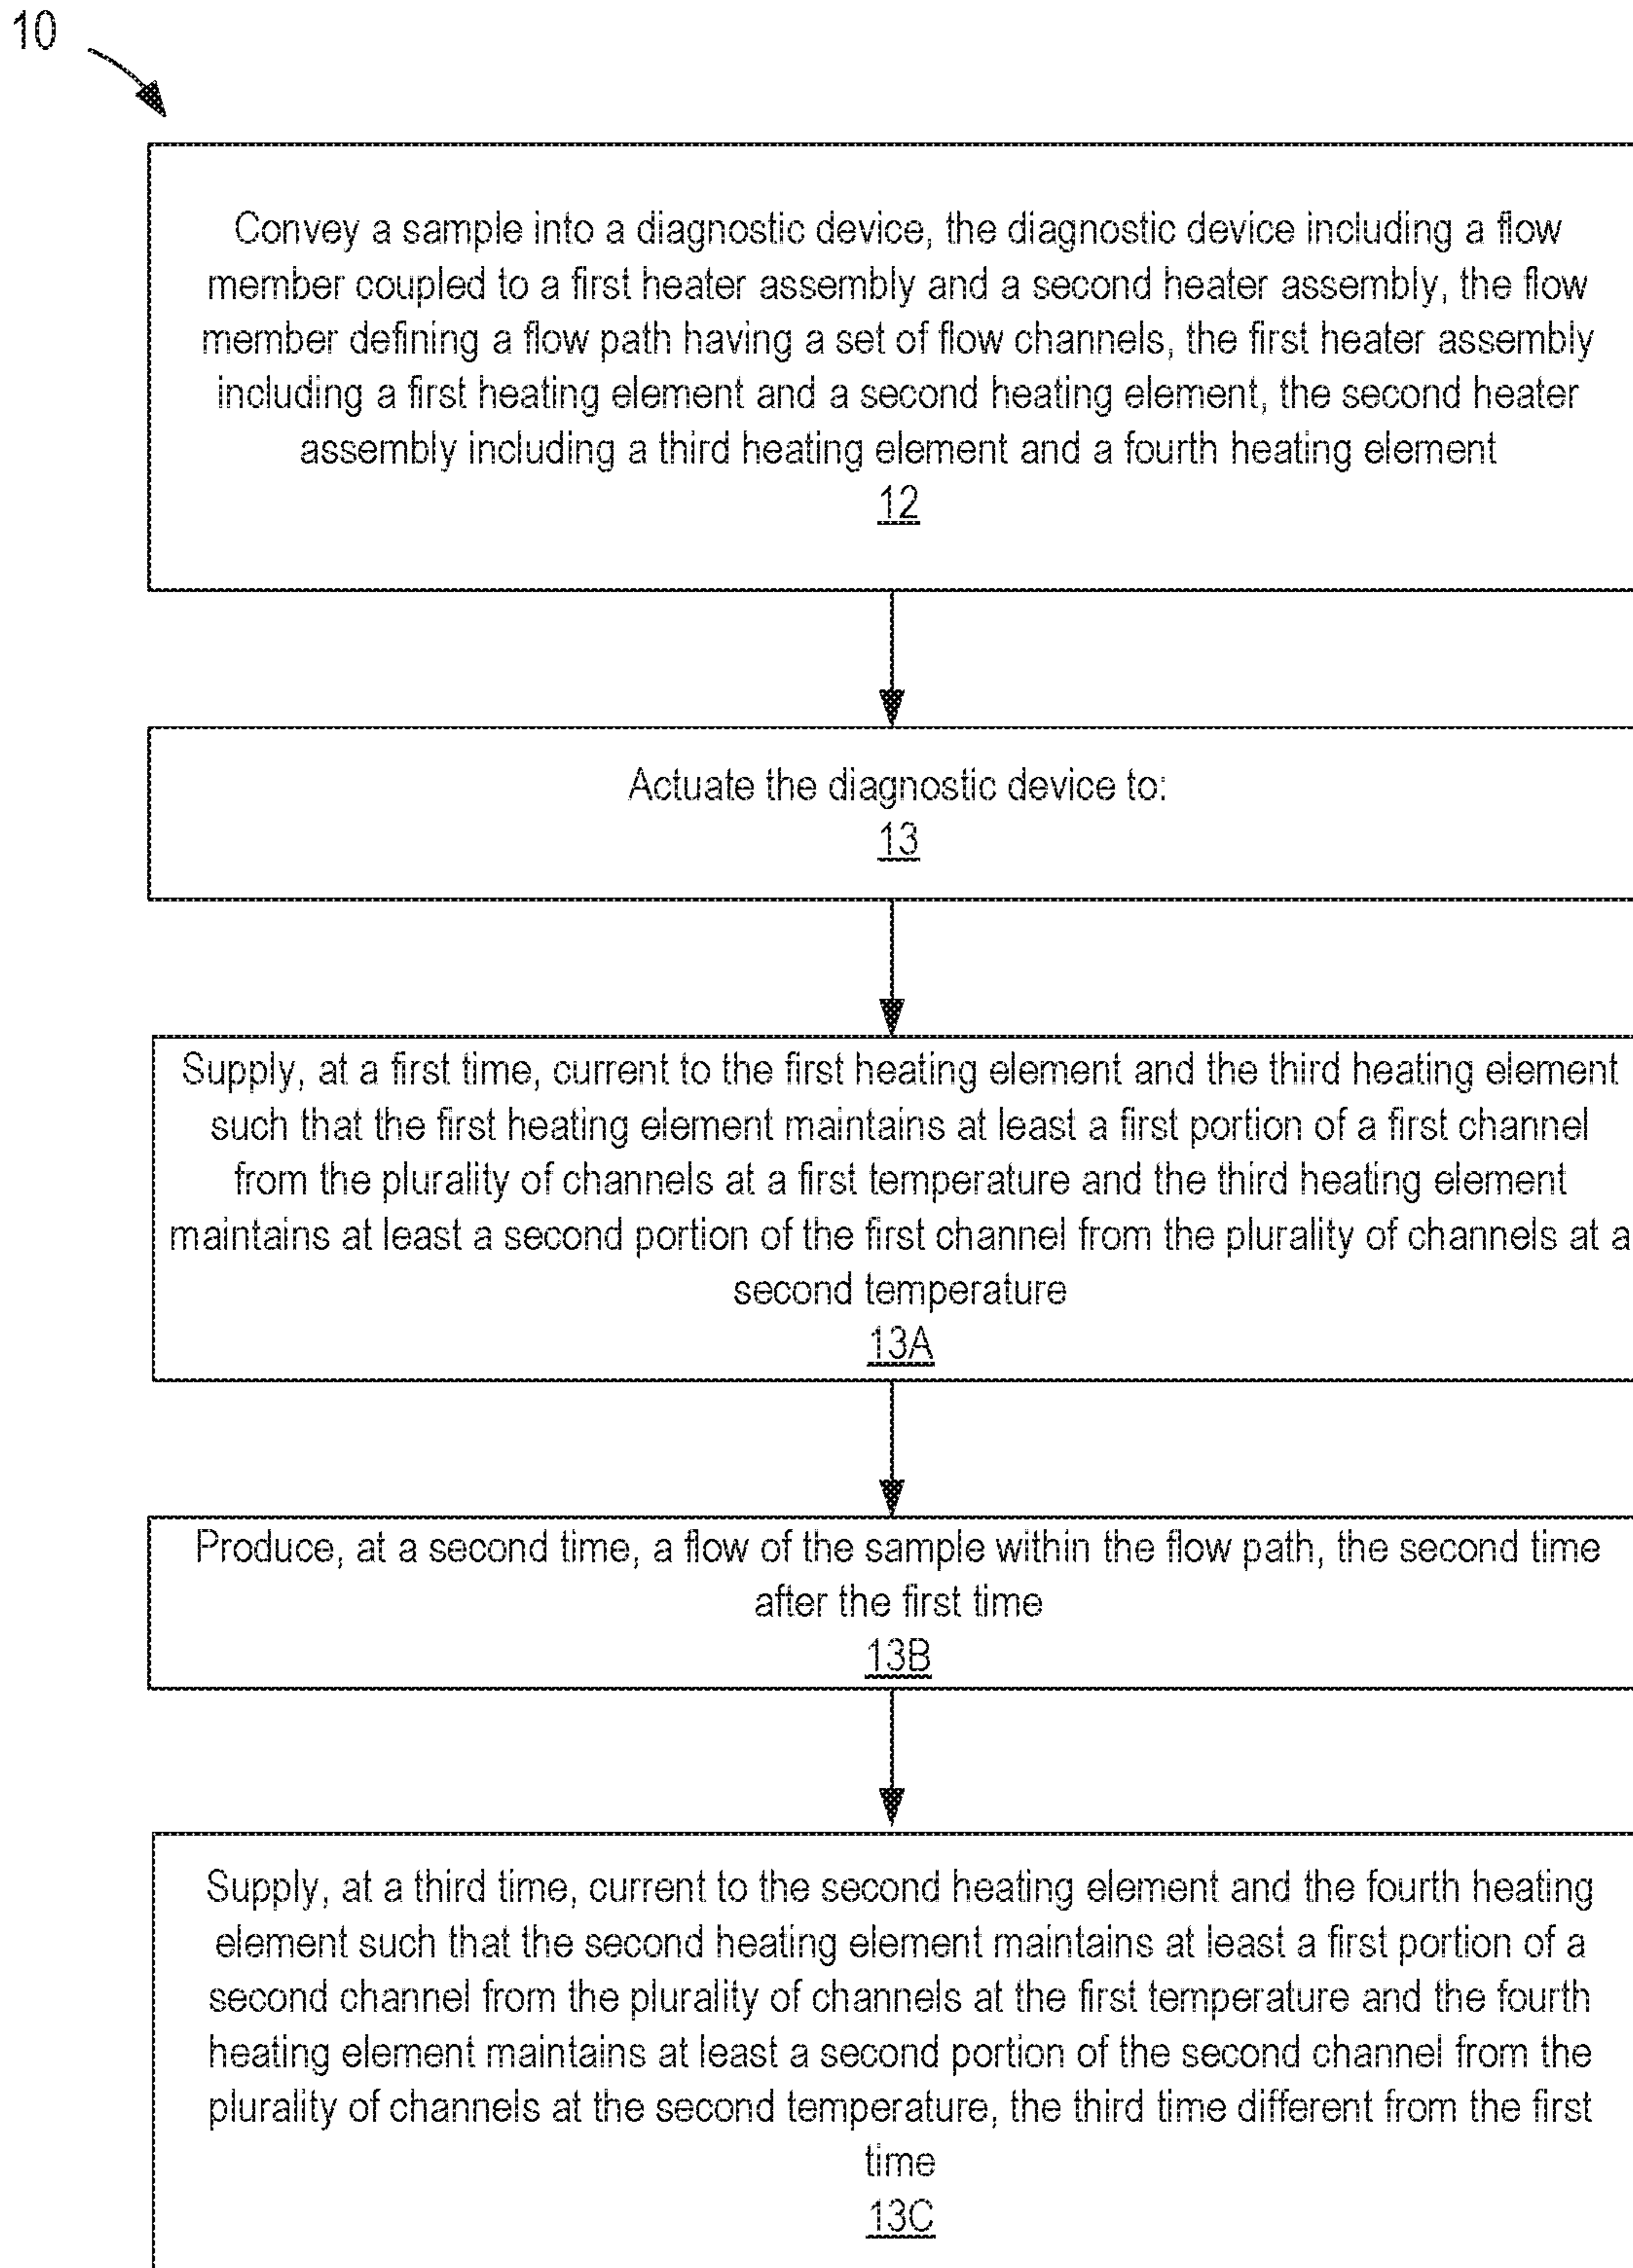 10
Convey a sample into a diagnostic device, the diagnostic device including a flow
member coupled to a first heater assembly and a second heater assembly, the flow
member defining a flow path having a set of flow channels, the first heater assembly
including a first heating element and a second heating element, the second heater
assembly including a third heating element and a fourth heating element
12
Actuate the diagnostic device to:
13
Supply, at a first time, current to the first heating element and the third heating element
such that the first heating element maintains at least a first portion of a first channel
from the plurality of channels at a first temperature and the third heating element
maintains at least a second portion of the first channel from the plurality of channels at a
second temperature
13A
Produce, at a second time, a flow of the sample within the flow path, the second time
after the first time
13B
Supply, at a third time, current to the second heating element and the fourth heating
element such that the second heating element maintains at least a first portion of a
second channel from the plurality of channels at the first temperature and the fourth
heating element maintains at least a second portion of the second channel from the
plurality of channels at the second temperature, the third time different from the first
time
13C